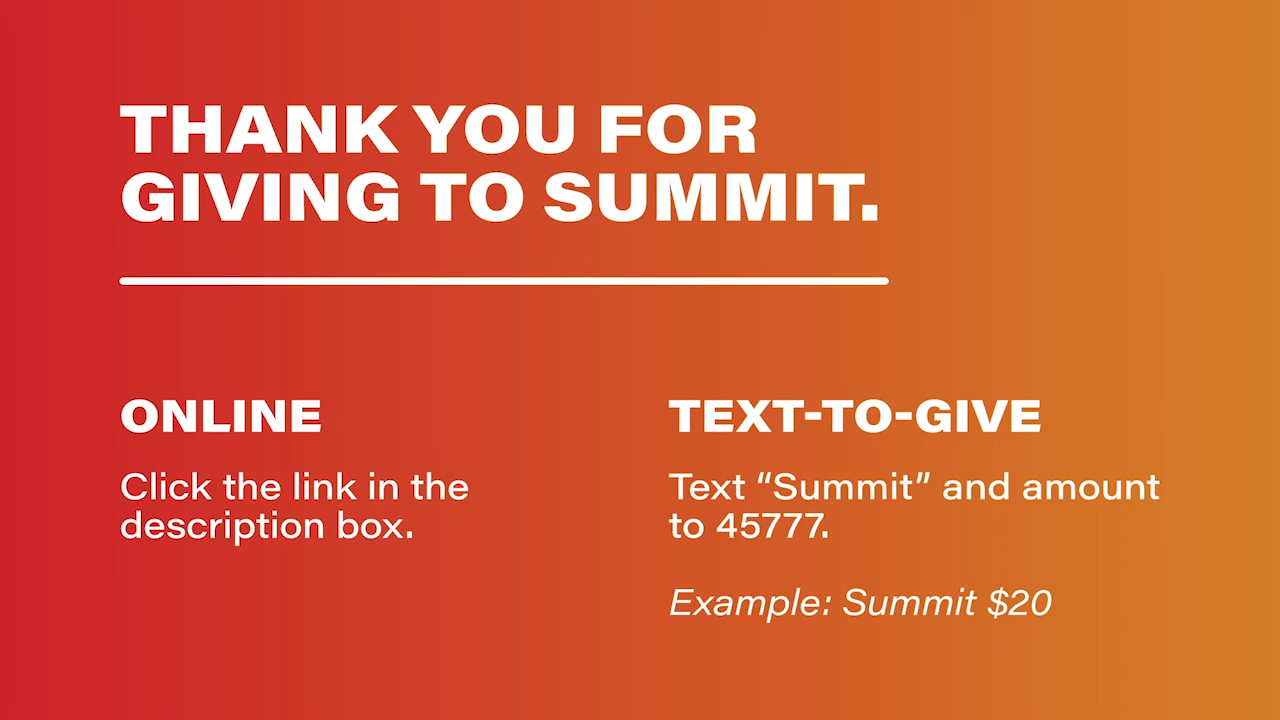 THANK YOU FOR
GIVING TO SUMMIT.
ONLINE
Click the link in the
description box.
TEXT-TO-GIVE
Text “Summit” and amount
to 45777.
Example: Summit $20